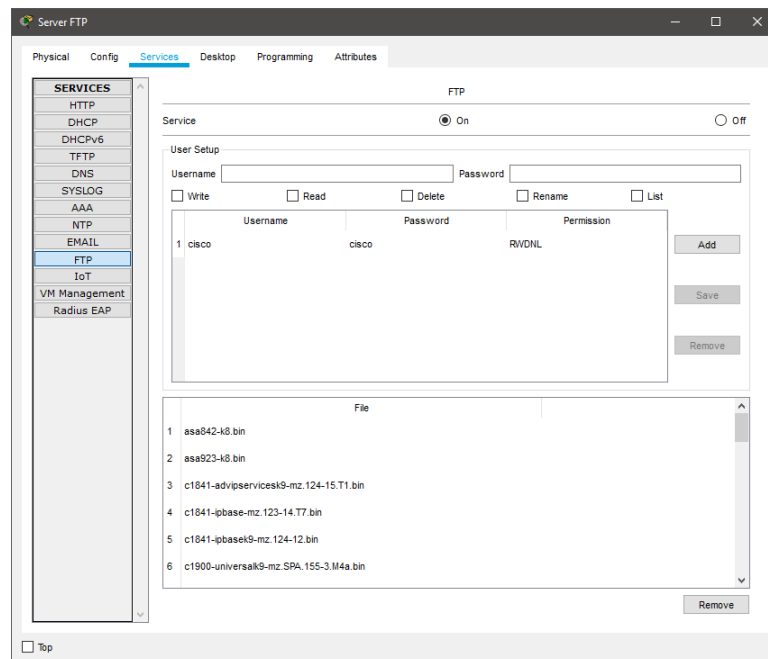 Server FTP
Physical Config Services Desktop Programming Attributes
SERVICES
HTTP
DHCP
DHCPv6
TFTP
DNS
SYSLOG
AAA
NTP
EMAIL
FTP
IoT
VM Management
Radius EAP
FTP
Service On Off
User Setup
Username Password
Write Read Delete Rename List
Username Password Permission
1 cisco cisco RWDNL
Add
Save
Remove
File
1 asa842-k8.bin
2 asa923-k8.bin
3 c1841-advipservicesk9-mz.124-15.T1.bin
4 c1841-ipbase-mz.123-14.T7.bin
5 c1841-ipbasek9-mz.124-12.bin
6 c1900-universalk9-mz.SPA.155-3.M4a.bin
Remove
Top